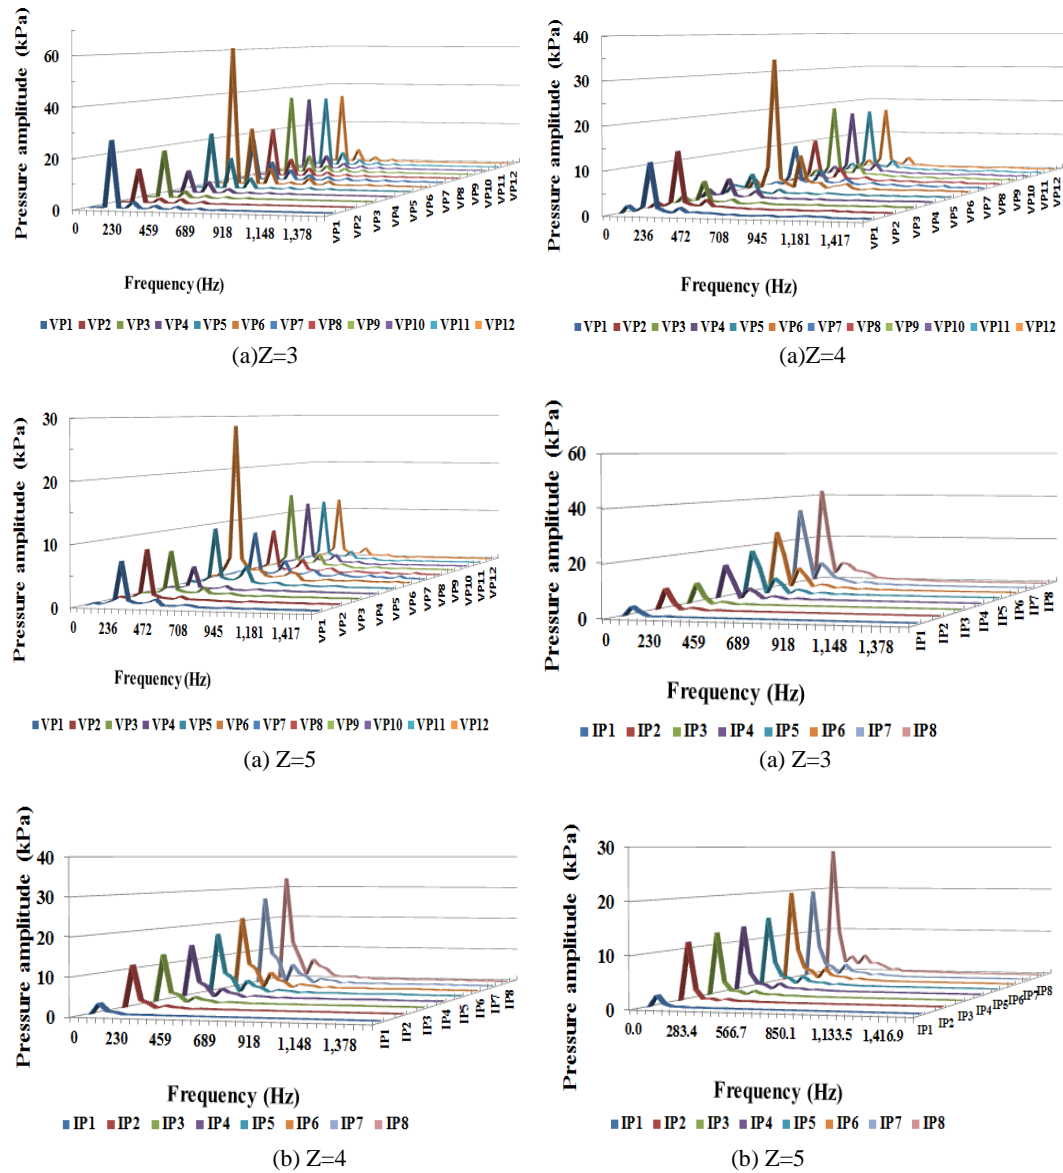 Pressure amplitude (kPa)
60
40
20
0
0 230 459 689 918 1,148 1,378
VP1 VP2 VP3 VP4 VP5 VP6 VP7 VP8 VP9 VP10 VP11 VP12
Frequency (Hz)
VP1 VP2 VP3 VP4 VP5 VP6 VP7 VP8 VP9 VP10 VP11 VP12
(a)Z=3
Pressure amplitude (kPa)
40
30
20
10
0
0 236 472 708 945 1,181 1,417
VP1 VP2 VP3 VP4 VP5 VP6 VP7 VP8 VP9 VP10 VP11 VP12
Frequency (Hz)
VP1 VP2 VP3 VP4 VP5 VP6 VP7 VP8 VP9 VP10 VP11 VP12
(a)Z=4
Pressure amplitude (kPa)
30
20
10
0
0 236 472 708 945 1,181 1,417
VP1 VP2 VP3 VP4 VP5 VP6 VP7 VP8 VP9 VP10 VP11 VP12
Frequency (Hz)
VP1 VP2 VP3 VP4 VP5 VP6 VP7 VP8 VP9 VP10 VP11 VP12
(a) Z=5
Pressure amplitude (kPa)
60
40
20
0
0 230 459 689 918 1,148 1,378
IP1 IP2 IP3 IP4 IP5 IP6 IP7 IP8
Frequency (Hz)
IP1 IP2 IP3 IP4 IP5 IP6 IP7 IP8
(a) Z=3
Pressure amplitude (kPa)
40
30
20
10
0
0 230 459 689 918 1,148 1,378
IP1 IP2 IP3 IP4 IP5 IP6 IP7 IP8
Frequency (Hz)
IP1 IP2 IP3 IP4 IP5 IP6 IP7 IP8
(b) Z=4
Pressure amplitude (kPa)
30
20
10
0
0.0 283.4 566.7 850.1 1,133.5 1,416.9
IP1 IP2 IP3 IP4 IP5 IP6 IP7 IP8
Frequency (Hz)
IP1 IP2 IP3 IP4 IP5 IP6 IP7 IP8
(b) Z=5